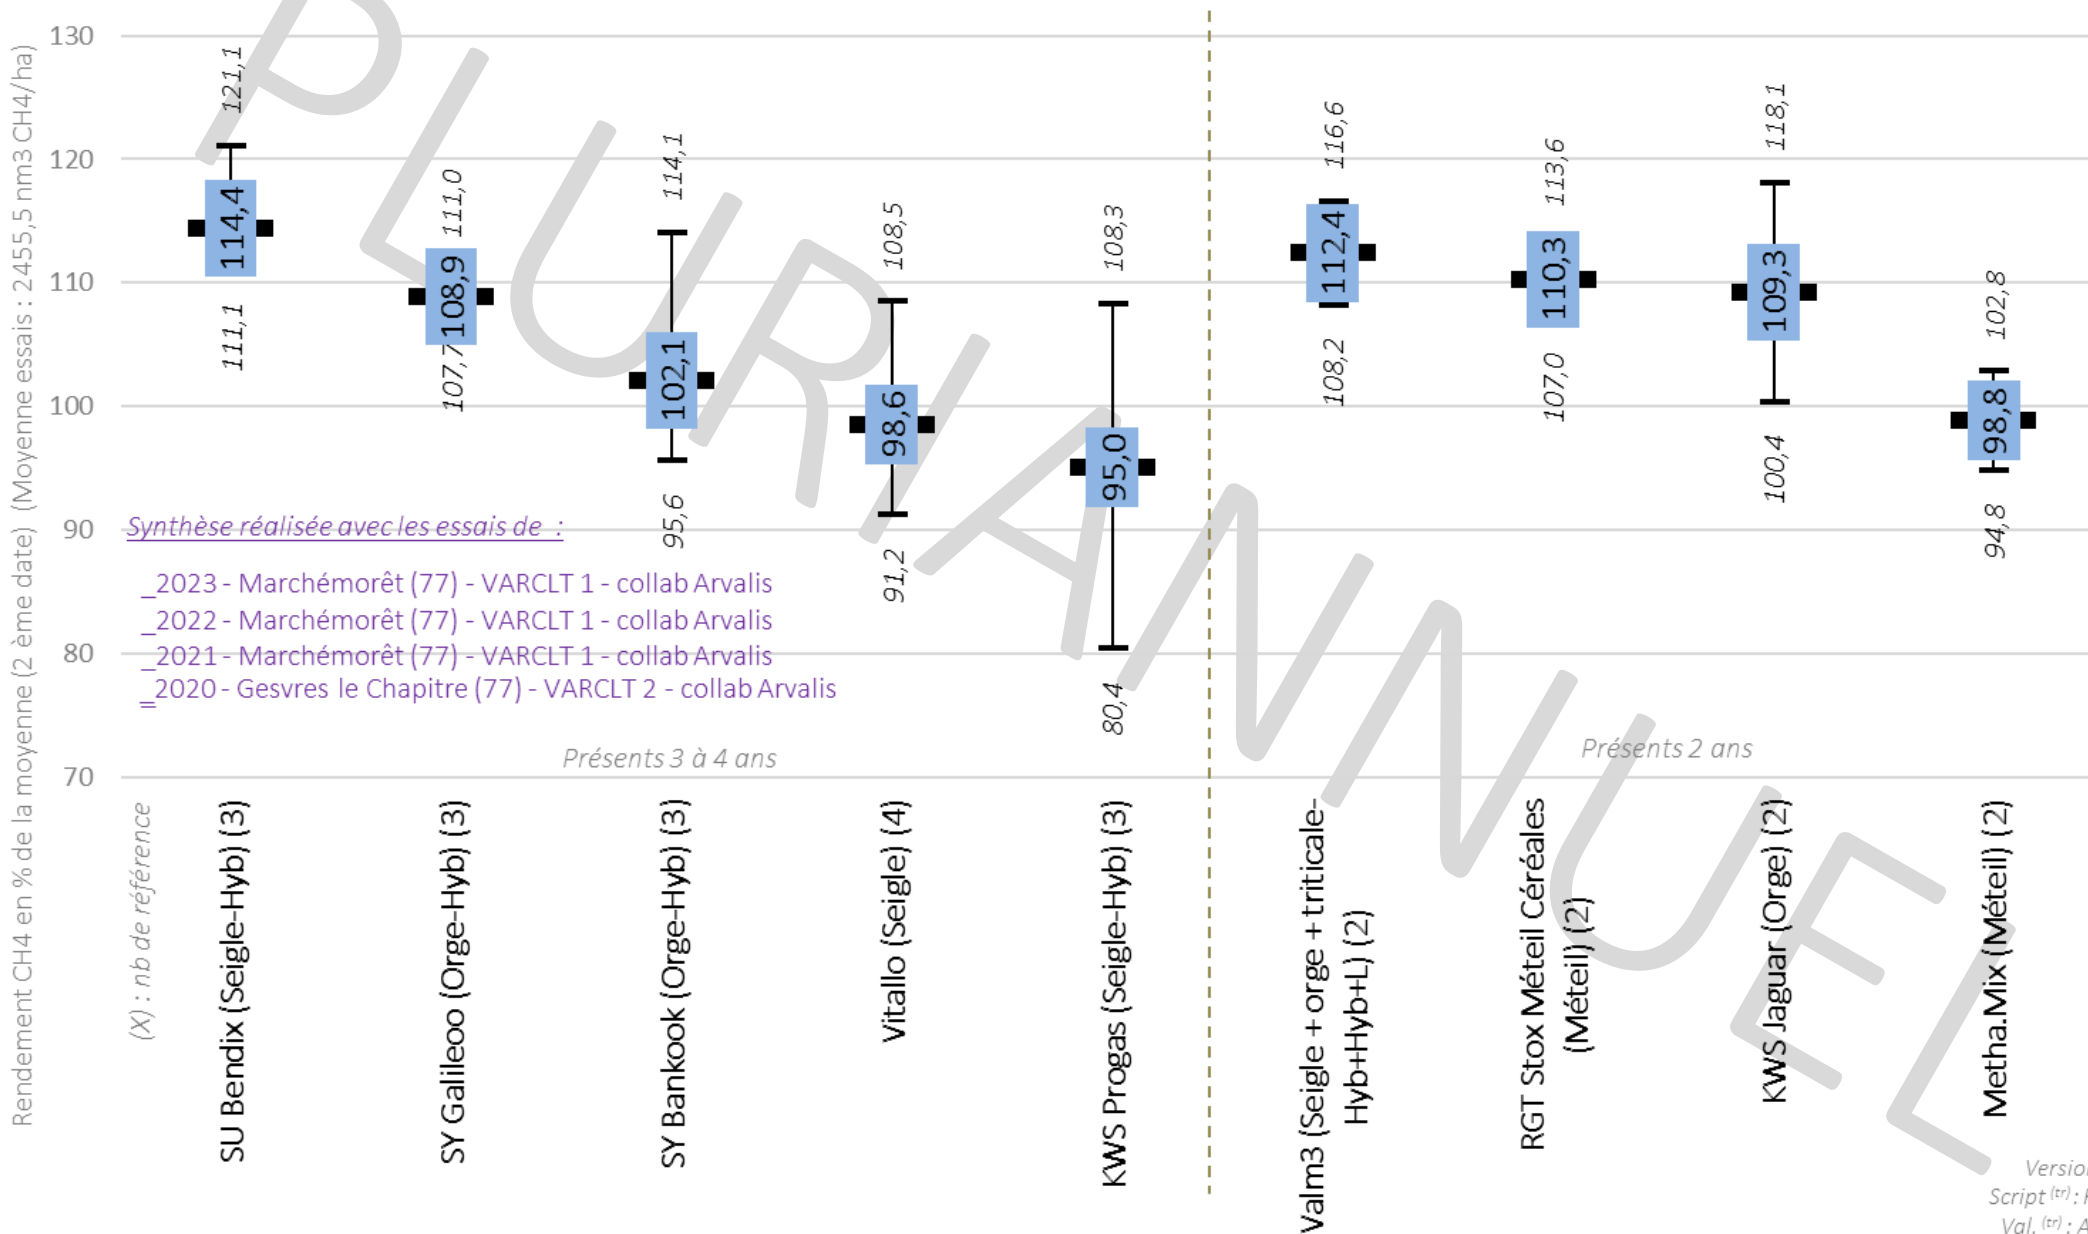 Rendement CH4 en % de la moyenne (2 ème date) (Moyenne essais : 2455,5 nm3 CH4/ha)
130
120
110
100
90
80
70
PLURIANNUEL
121,1
114,4
111,1
111,0
108,9
107,7
114,1
102,1
95,6
108,5
98,6
91,2
108,3
95,0
80,4
116,6
112,4
108,2
113,6
110,3
107,0
118,1
109,3
100,4
102,8
98,8
94,8
Synthèse réalisée avec les essais de :
_2023 - Marchémorêt (77) - VARCLT 1 - collab Arvalis
_2022 - Marchémorêt (77) - VARCLT 1 - collab Arvalis
_2021 - Marchémorêt (77) - VARCLT 1 - collab Arvalis
_2020 - Gesvres le Chapitre (77) - VARCLT 2 - collab Arvalis
Présents 3 à 4 ans
Présents 2 ans
(X) : nb de référence
SU Bendix (Seigle-Hyb) (3)
SY Galileoo (Orge-Hyb) (3)
SY Bankook (Orge-Hyb) (3)
Vitallo (Seigle) (4)
KWS Progas (Seigle-Hyb) (3)
Valm3 (Seigle + orge + triticale-
Hyb+Hyb+L) (2)
RGT Stox Méteil Céréales
(Méteil) (2)
KWS Jaguar (Orge) (2)
Metha.Mix (Méteil) (2)
Version
Script (tr) :
Val. (tr) : A